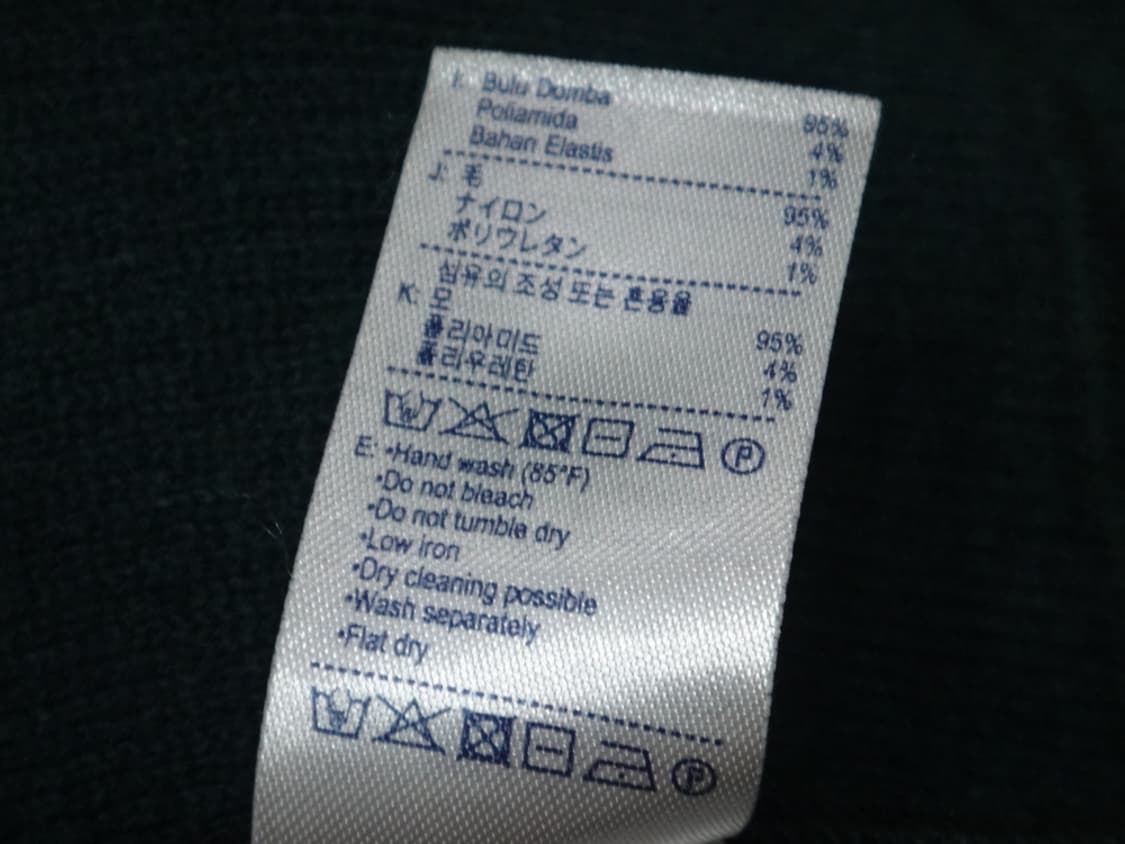 I: Bulu Domba 95%
Poliamida 4%
Bahan Elastis 1%
J: 毛 95%
ナイロン 4%
ポリウレタン 1%
섬유의 조성 또는 혼용율
K: 모 95%
폴리아미드 4%
폴리우레탄 1%
E: •Hand wash (85°F)
•Do not bleach
•Do not tumble dry
•Low iron
•Dry cleaning possible
•Wash separately
•Flat dry